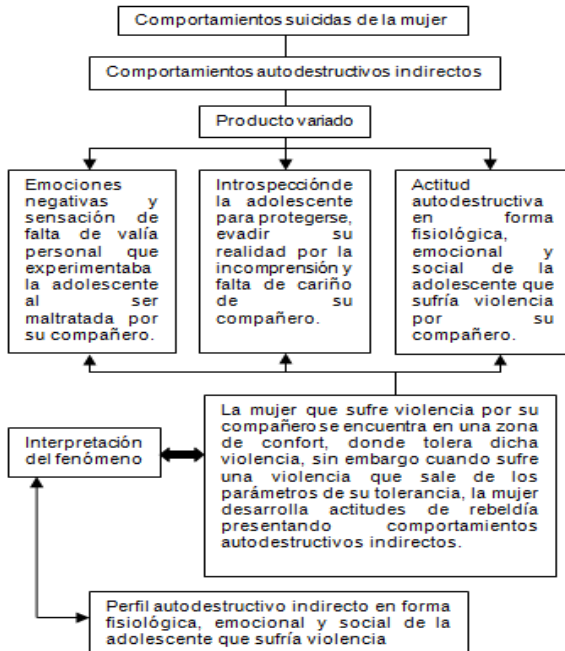 Comportamientos suicidas de la mujer
Comportamientos autodestructivos indirectos
Producto variado
Emociones
negativas y
sensación de
falta de valía
personal que
experimentaba
la adolescente
al ser
maltratada por
su compañero.
Introspecciónde
la adolescente
para protegerse,
evadir su
realidad por la
incomprensión y
falta de cariño
de su
compañero.
Actitud
autodestructiva
en forma
fisiológica,
emocional y
social de la
adolescente que
sufría violencia
por su
compañero.
La mujer que sufre violencia por su
compañero se encuentra en una zona
de confort, donde tolera dicha
violencia, sin embargo cuando sufre
una violencia que sale de los
parámetros de su tolerancia, la mujer
desarrolla actitudes de rebeldía
presentando comportamientos
autodestructivos indirectos.
Interpretación
del fenómeno
Perfil autodestructivo indirecto en forma
fisiológica, emocional y social de la
adolescente que sufría violencia